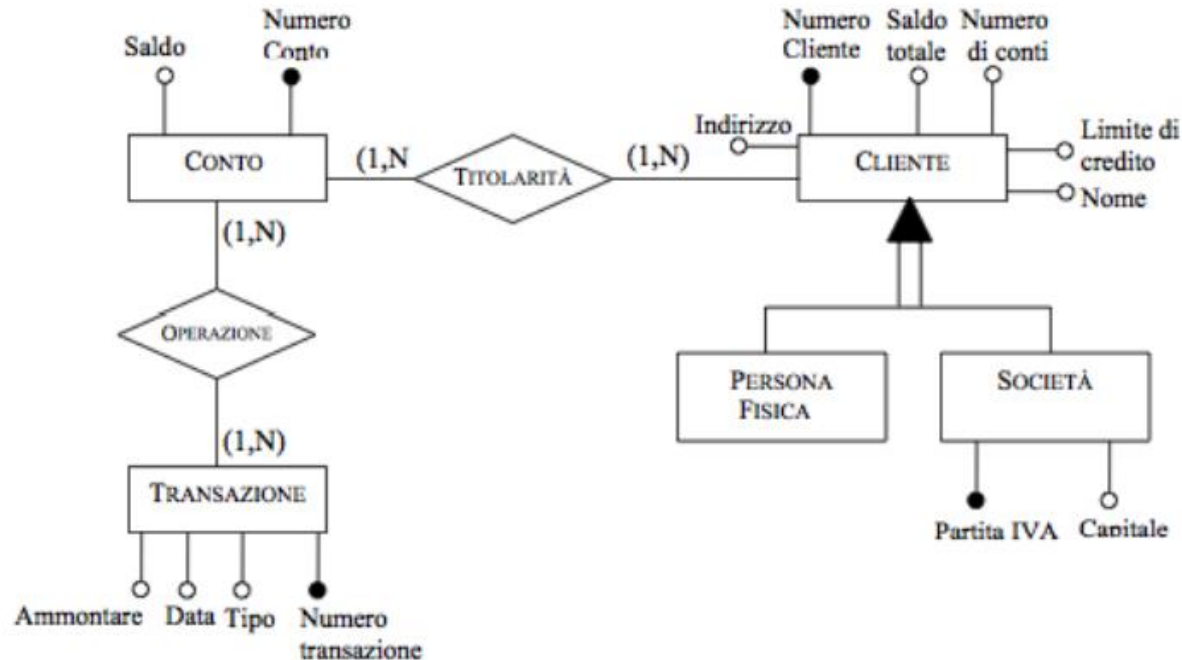 Saldo
Numero
Conto
Numero
Cliente
Saldo
totale
Numero
di conti
Indirizzo
Limite di
credito
Nome
CONTO
(1,N
TITOLARITÀ
(1,N)
CLIENTE
(1,N)
OPERAZIONE
(1,N)
TRANSAZIONE
PERSONA
FISICA
SOCIETÀ
Partita IVA
Capitale
Ammontare
Data
Tipo
Numero
transazione